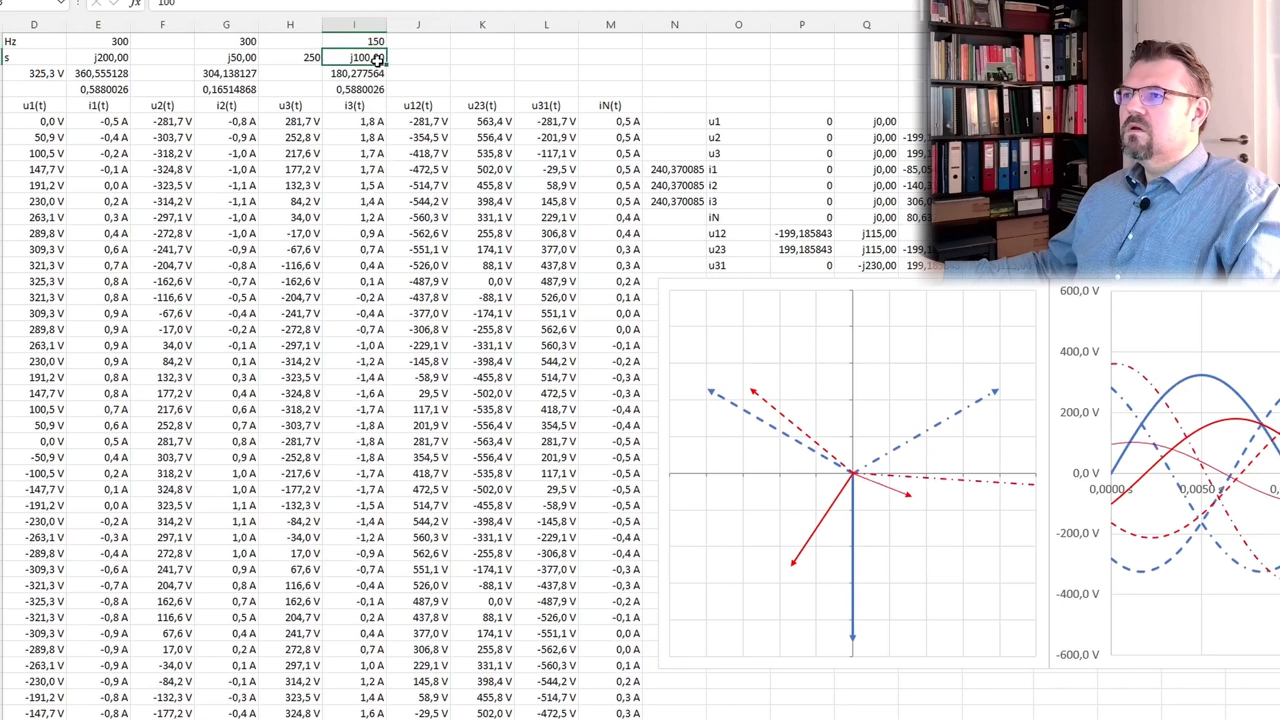 100
D E F G H I J K L M N O P Q
Hz 300 300 150
s j200,00 j50,00 250 j100,00
325,3 V 360,555128 304,138127 180,277564
0,5880026 0,16514868 0,5880026
u1(t) i1(t) u2(t) i2(t) u3(t) i3(t) u12(t) u23(t) u31(t) iN(t)
0,0 V -0,5 A -281,7 V -0,8 A 281,7 V 1,8 A -281,7 V 563,4 V -281,7 V 0,5 A u1 0 j0,00
50,9 V -0,4 A -303,7 V -0,9 A 252,8 V 1,8 A -354,5 V 556,4 V -201,9 V 0,5 A u2 0 j0,00 -199,
100,5 V -0,2 A -318,2 V -1,0 A 217,6 V 1,7 A -418,7 V 535,8 V -117,1 V 0,5 A u3 0 j0,00 199,
147,7 V -0,1 A -324,8 V -1,0 A 177,2 V 1,7 A -472,5 V 502,0 V -29,5 V 0,5 A 240,370085 i1 0 j0,00 -85,0
191,2 V 0,0 A -323,5 V -1,1 A 132,3 V 1,5 A -514,7 V 455,8 V 58,9 V 0,5 A 240,370085 i2 0 j0,00 -140,
230,0 V 0,2 A -314,2 V -1,1 A 84,2 V 1,4 A -544,2 V 398,4 V 145,8 V 0,5 A 240,370085 i3 0 j0,00 306,0
263,1 V 0,3 A -297,1 V -1,0 A 34,0 V 1,2 A -560,3 V 331,1 V 229,1 V 0,4 A iN 0 j0,00 80,6
289,8 V 0,4 A -272,8 V -1,0 A -17,0 V 0,9 A -562,6 V 255,8 V 306,8 V 0,4 A u12 -199,185843 j115,00
309,3 V 0,6 A -241,7 V -0,9 A -67,6 V 0,7 A -551,1 V 174,1 V 377,0 V 0,3 A u23 199,185843 j115,00 -199,
321,3 V 0,7 A -204,7 V -0,8 A -116,6 V 0,4 A -526,0 V 88,1 V 437,8 V 0,3 A u31 0 -j230,00
325,3 V 0,8 A -162,6 V -0,7 A -162,6 V 0,1 A -487,9 V 0,0 V 487,9 V 0,2 A
321,3 V 0,8 A -116,6 V -0,5 A -204,7 V -0,2 A -437,8 V -88,1 V 526,0 V 0,1 A
309,3 V 0,9 A -67,6 V -0,4 A -241,7 V -0,4 A -377,0 V -174,1 V 551,1 V 0,0 A
289,8 V 0,9 A -17,0 V -0,2 A -272,8 V -0,7 A -306,8 V -255,8 V 562,6 V 0,0 A
263,1 V 0,9 A 34,0 V -0,1 A -297,1 V -1,0 A -229,1 V -331,1 V 560,3 V -0,1 A
230,0 V 0,9 A 84,2 V 0,1 A -314,2 V -1,2 A -145,8 V -398,4 V 544,2 V -0,2 A
191,2 V 0,8 A 132,3 V 0,3 A -323,5 V -1,4 A -58,9 V -455,8 V 514,7 V -0,3 A
147,7 V 0,8 A 177,2 V 0,4 A -324,8 V -1,6 A 29,5 V -502,0 V 472,5 V -0,3 A
100,5 V 0,7 A 217,6 V 0,6 A -318,2 V -1,7 A 117,1 V -535,8 V 418,7 V -0,4 A
50,9 V 0,6 A 252,8 V 0,7 A -303,7 V -1,8 A 201,9 V -556,4 V 354,5 V -0,4 A
0,0 V 0,5 A 281,7 V 0,8 A -281,7 V -1,8 A 281,7 V -563,4 V 281,7 V -0,5 A
-50,9 V 0,4 A 303,7 V 0,9 A -252,8 V -1,8 A 354,5 V -556,4 V 201,9 V -0,5 A
-100,5 V 0,2 A 318,2 V 1,0 A -217,6 V -1,7 A 418,7 V -535,8 V 117,1 V -0,5 A
-147,7 V 0,1 A 324,8 V 1,0 A -177,2 V -1,7 A 472,5 V -502,0 V 29,5 V -0,5 A
-191,2 V 0,0 A 323,5 V 1,1 A -132,3 V -1,5 A 514,7 V -455,8 V -58,9 V -0,5 A
-230,0 V -0,2 A 314,2 V 1,1 A -84,2 V -1,4 A 544,2 V -398,4 V -145,8 V -0,5 A
-263,1 V -0,3 A 297,1 V 1,0 A -34,0 V -1,2 A 560,3 V -331,1 V -229,1 V -0,4 A
-289,8 V -0,4 A 272,8 V 1,0 A 17,0 V -0,9 A 562,6 V -255,8 V -306,8 V -0,4 A
-309,3 V -0,6 A 241,7 V 0,9 A 67,6 V -0,7 A 551,1 V -174,1 V -377,0 V -0,3 A
-321,3 V -0,7 A 204,7 V 0,8 A 116,6 V -0,4 A 526,0 V -88,1 V -437,8 V -0,3 A
-325,3 V -0,8 A 162,6 V 0,7 A 162,6 V -0,1 A 487,9 V 0,0 V -487,9 V -0,2 A
-321,3 V -0,8 A 116,6 V 0,5 A 204,7 V 0,2 A 437,8 V 88,1 V -526,0 V -0,1 A
-309,3 V -0,9 A 67,6 V 0,4 A 241,7 V 0,4 A 377,0 V 174,1 V -551,1 V 0,0 A
-289,8 V -0,9 A 17,0 V 0,2 A 272,8 V 0,7 A 306,8 V 255,8 V -562,6 V 0,0 A
-263,1 V -0,9 A -34,0 V 0,1 A 297,1 V 1,0 A 229,1 V 331,1 V -560,3 V 0,1 A
-230,0 V -0,9 A -84,2 V -0,1 A 314,2 V 1,2 A 145,8 V 398,4 V -544,2 V 0,2 A
-191,2 V -0,8 A -132,3 V -0,3 A 323,5 V 1,4 A 58,9 V 455,8 V -514,7 V 0,3 A
-147,7 V -0,8 A -177,2 V -0,4 A 324,8 V 1,6 A -29,5 V 502,0 V -472,5 V 0,3 A
600,0 V
400,0 V
200,0 V
0,0 V
0,0000 s 0,0050 s 0,
-200,0 V
-400,0 V
-600,0 V